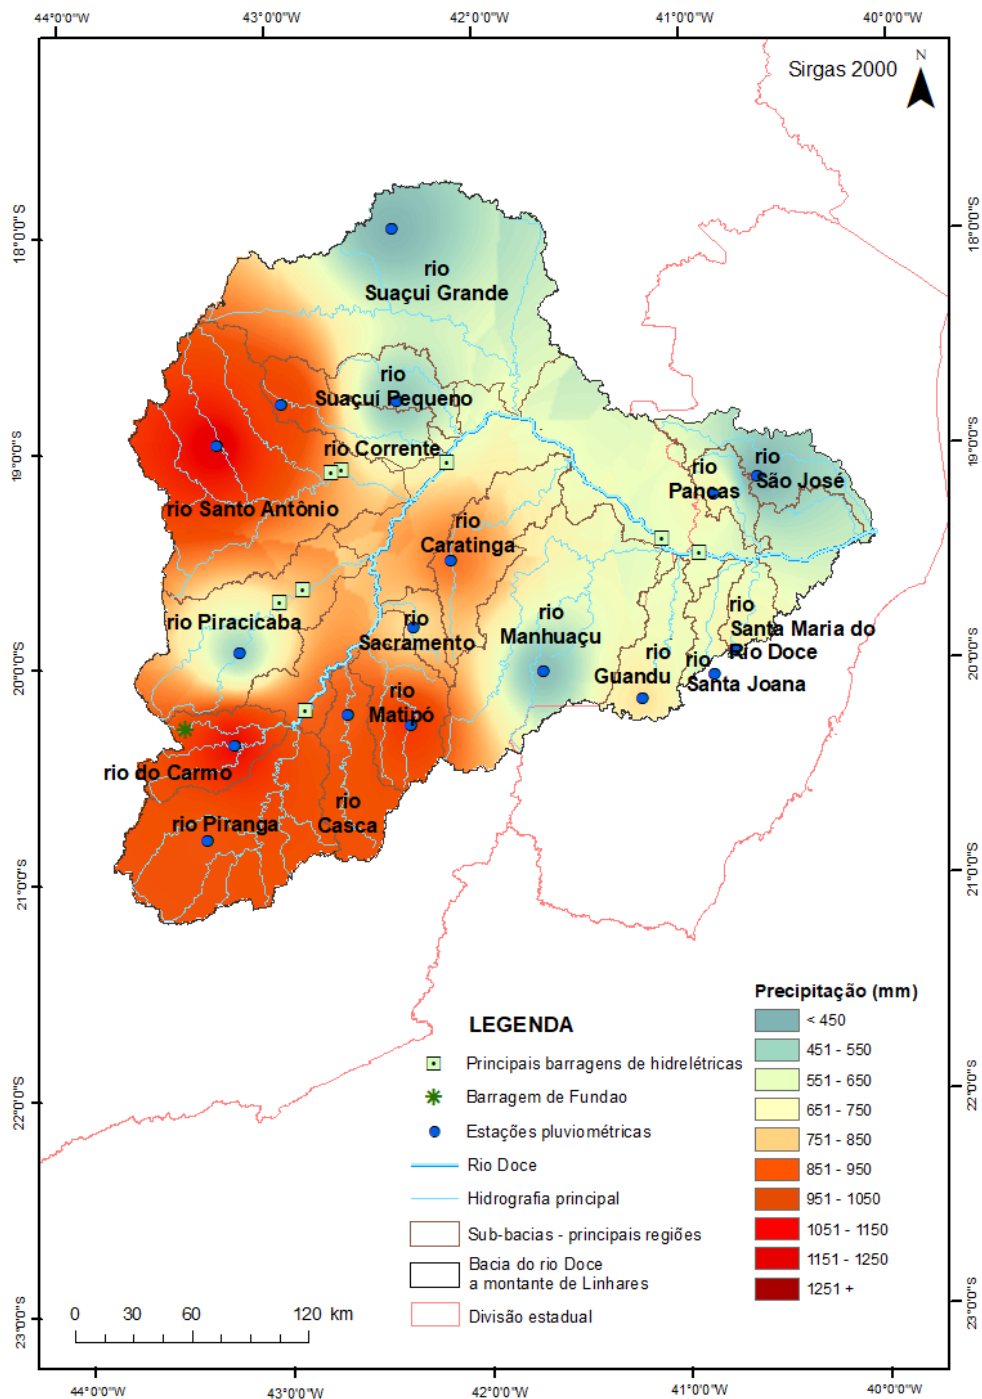 44°0'0"W 43°0'0"W 42°0'0"W 41°0'0"W 40°0'0"W
N
Sirgas 2000
18°0'0"S
18°0'0"S
rio
Suaçui Grande
rio
Suaçuí Pequeno
rio Corrente
19°0'0"S
19°0'0"S
rio
Pancas
rio
São José
rio Santo Antônio
rio
Caratinga
rio Piracicaba
rio
Sacramento
rio
Manhuaçu
rio
Santa Maria do
Rio Doce
rio
Guandu
rio
Santa Joana
20°0'0"S
20°0'0"S
rio
Matipó
rio do Carmo
rio
Casca
rio Piranga
21°0'0"S
21°0'0"S
22°0'0"S
22°0'0"S
23°0'0"S
23°0'0"S
LEGENDA
Principais barragens de hidrelétricas
Barragem de Fundao
Estações pluviométricas
Rio Doce
Hidrografia principal
Sub-bacias - principais regiões
Bacia do rio Doce
a montante de Linhares
Divisão estadual
Precipitação (mm)
< 450
451 - 550
551 - 650
651 - 750
751 - 850
851 - 950
951 - 1050
1051 - 1150
1151 - 1250
1251 +
0 30 60 120 km
44°0'0"W 43°0'0"W 42°0'0"W 41°0'0"W 40°0'0"W